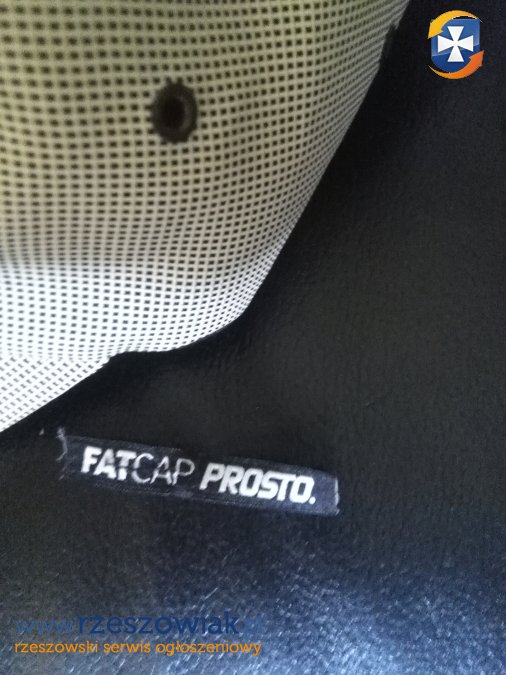 FATCAP PROSTO.
www.rzeszowiak.pl
rzeszowski serwis ogłoszeniowy